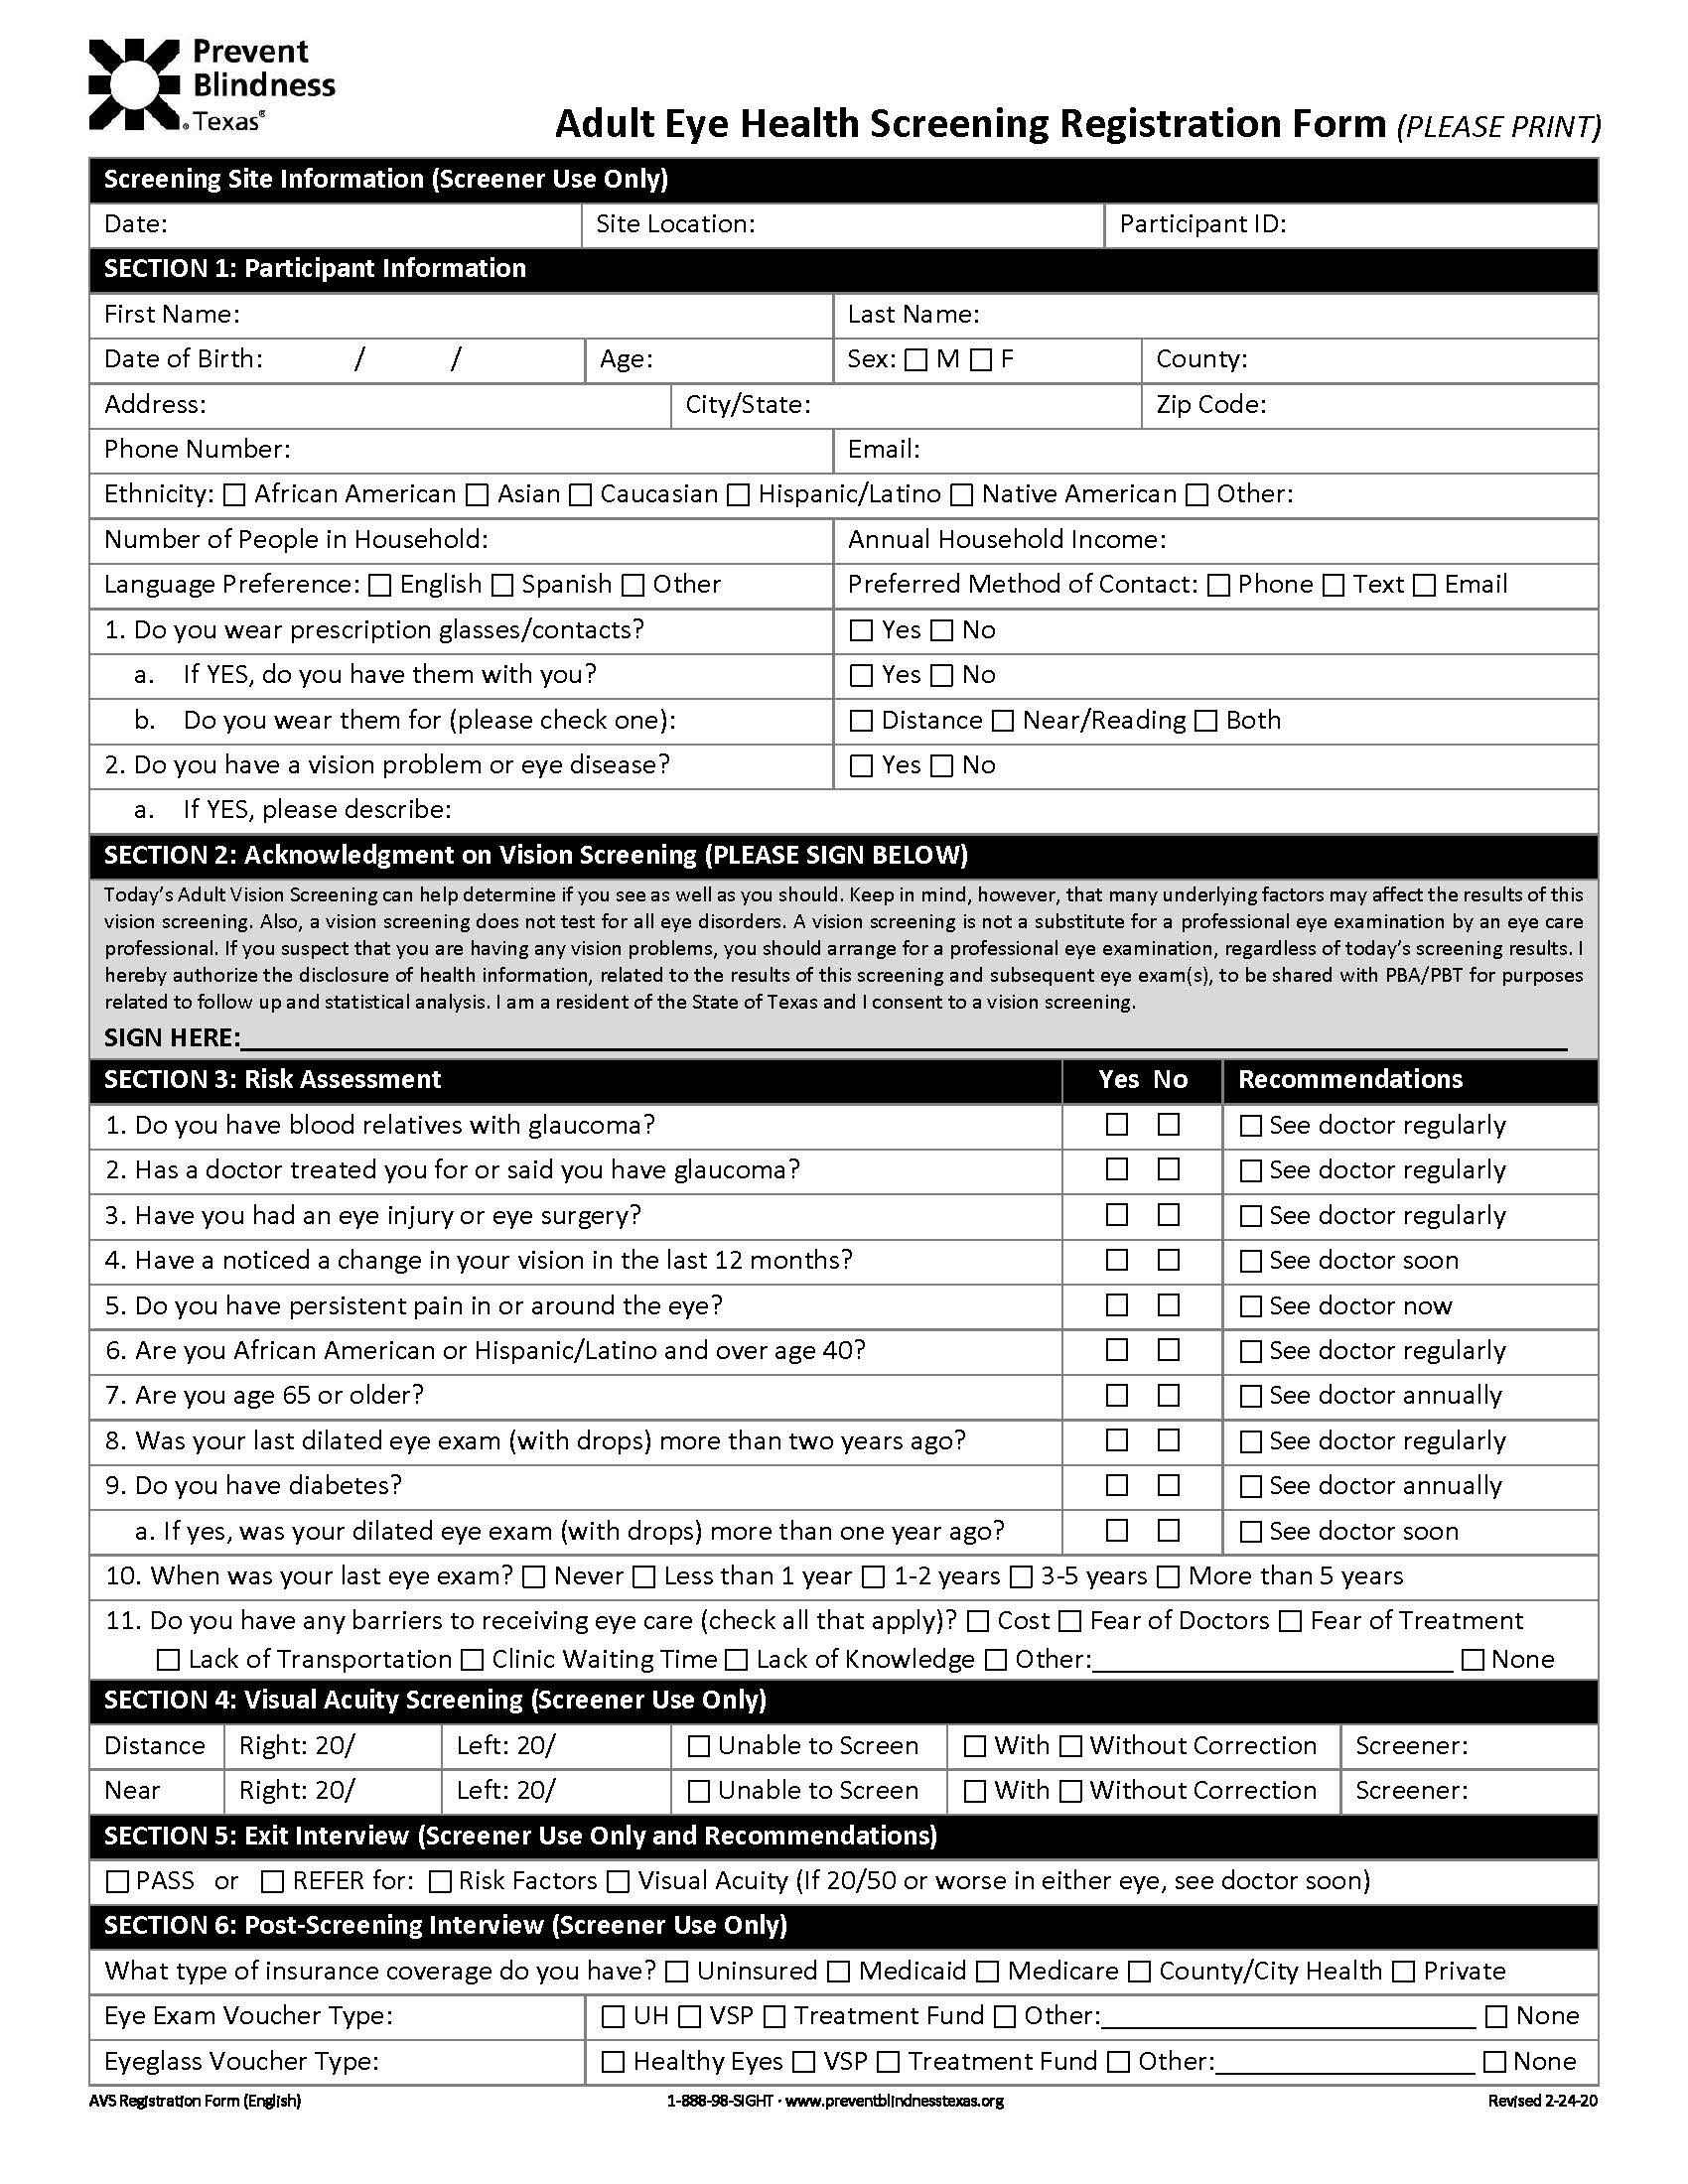 Prevent
Blindness
Texas®
Adult Eye Health Screening Registration Form (PLEASE PRINT)
Screening Site Information (Screener Use Only)
Date: Site Location: Participant ID:
SECTION 1: Participant Information
First Name: Last Name:
Date of Birth: / / Age: Sex: ☐ M ☐ F County:
Address: City/State: Zip Code:
Phone Number: Email:
Ethnicity: ☐ African American ☐ Asian ☐ Caucasian ☐ Hispanic/Latino ☐ Native American ☐ Other:
Number of People in Household: Annual Household Income:
Language Preference: ☐ English ☐ Spanish ☐ Other Preferred Method of Contact: ☐ Phone ☐ Text ☐ Email
1. Do you wear prescription glasses/contacts? ☐ Yes ☐ No
a. If YES, do you have them with you? ☐ Yes ☐ No
b. Do you wear them for (please check one): ☐ Distance ☐ Near/Reading ☐ Both
2. Do you have a vision problem or eye disease? ☐ Yes ☐ No
a. If YES, please describe:
SECTION 2: Acknowledgment on Vision Screening (PLEASE SIGN BELOW)
Today's Adult Vision Screening can help determine if you see as well as you should. Keep in mind, however, that many underlying factors may affect the results of this
vision screening. Also, a vision screening does not test for all eye disorders. A vision screening is not a substitute for a professional eye examination by an eye care
professional. If you suspect that you are having any vision problems, you should arrange for a professional eye examination, regardless of today's screening results. I
hereby authorize the disclosure of health information, related to the results of this screening and subsequent eye exam(s), to be shared with PBA/PBT for purposes
related to follow up and statistical analysis. I am a resident of the State of Texas and I consent to a vision screening.
SIGN HERE:
SECTION 3: Risk Assessment Yes No Recommendations
1. Do you have blood relatives with glaucoma? ☐ ☐ ☐ See doctor regularly
2. Has a doctor treated you for or said you have glaucoma? ☐ ☐ ☐ See doctor regularly
3. Have you had an eye injury or eye surgery? ☐ ☐ ☐ See doctor regularly
4. Have a noticed a change in your vision in the last 12 months? ☐ ☐ ☐ See doctor soon
5. Do you have persistent pain in or around the eye? ☐ ☐ ☐ See doctor now
6. Are you African American or Hispanic/Latino and over age 40? ☐ ☐ ☐ See doctor regularly
7. Are you age 65 or older? ☐ ☐ ☐ See doctor annually
8. Was your last dilated eye exam (with drops) more than two years ago? ☐ ☐ ☐ See doctor regularly
9. Do you have diabetes? ☐ ☐ ☐ See doctor annually
a. If yes, was your dilated eye exam (with drops) more than one year ago? ☐ ☐ ☐ See doctor soon
10. When was your last eye exam? ☐ Never ☐ Less than 1 year ☐ 1-2 years ☐ 3-5 years ☐ More than 5 years
11. Do you have any barriers to receiving eye care (check all that apply)? ☐ Cost ☐ Fear of Doctors ☐ Fear of Treatment
☐ Lack of Transportation ☐ Clinic Waiting Time ☐ Lack of Knowledge ☐ Other: ☐ None
SECTION 4: Visual Acuity Screening (Screener Use Only)
Distance Right: 20/ Left: 20/ ☐ Unable to Screen ☐ With ☐ Without Correction Screener:
Near Right: 20/ Left: 20/ ☐ Unable to Screen ☐ With ☐ Without Correction Screener:
SECTION 5: Exit Interview (Screener Use Only and Recommendations)
☐ PASS or ☐ REFER for: ☐ Risk Factors ☐ Visual Acuity (If 20/50 or worse in either eye, see doctor soon)
SECTION 6: Post-Screening Interview (Screener Use Only)
What type of insurance coverage do you have? ☐ Uninsured ☐ Medicaid ☐ Medicare ☐ County/City Health ☐ Private
Eye Exam Voucher Type: ☐ UH ☐ VSP ☐ Treatment Fund ☐ Other: ☐ None
Eyeglass Voucher Type: ☐ Healthy Eyes ☐ VSP ☐ Treatment Fund ☐ Other: ☐ None
AVS Registration Form (English) 1-888-98-SIGHT · www.preventblindnesstexas.org Revised 2-24-20